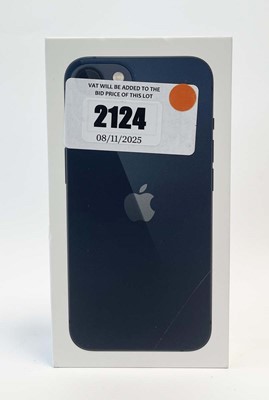 VAT WILL BE ADDED TO THE
BID PRICE OF THIS LOT
2124
08/11/2025